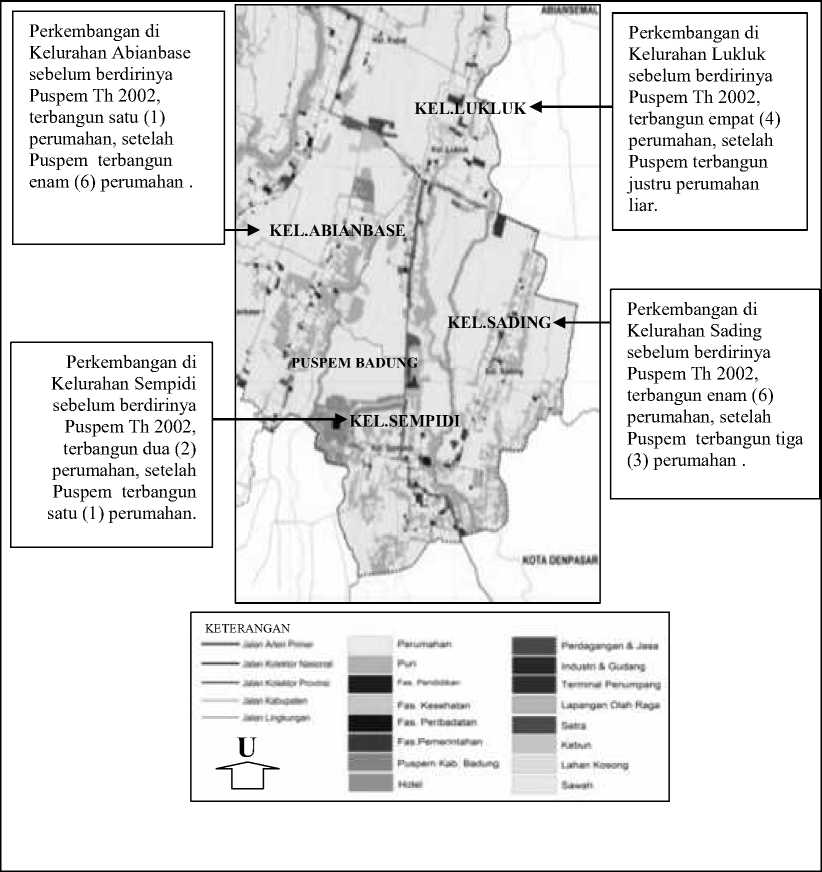 Perkembangan di
Kelurahan Abianbase
sebelum berdirinya
Puspem Th 2002,
terbangun satu (1)
perumahan, setelah
Puspem terbangun
enam (6) perumahan .
Perkembangan di
Kelurahan Sempidi
sebelum berdirinya
Puspem Th 2002,
terbangun dua (2)
perumahan, setelah
Puspem terbangun
satu (1) perumahan.
ABIANSEMAL
KEL.LUKLUK
KEL.ABIANBASE
KEL.SADING
PUSPEM BADUNG
KEL.SEMPIDI
KOTA DENPASAR
Perkembangan di
Kelurahan Lukluk
sebelum berdirinya
Puspem Th 2002,
terbangun empat (4)
perumahan, setelah
Puspem terbangun
justru perumahan
liar.
Perkembangan di
Kelurahan Sading
sebelum berdirinya
Puspem Th 2002,
terbangun enam (6)
perumahan, setelah
Puspem terbangun tiga
(3) perumahan .
KETERANGAN
Jalan Arteri Primer
Jalan Kolektor Nasional
Jalan Kolektor Provinsi
Jalan Kabupaten
Jalan Lingkungan
U
Perumahan
Puri
Fas. Pendidikan
Fas. Kesehatan
Fas. Peribadatan
Fas.Pemerintahan
Puspem Kab. Badung
Hotel
Perdagangan & Jasa
Industri & Gudang
Terminal Penumpang
Lapangan Olah Raga
Setra
Kebun
Lahan Kosong
Sawah